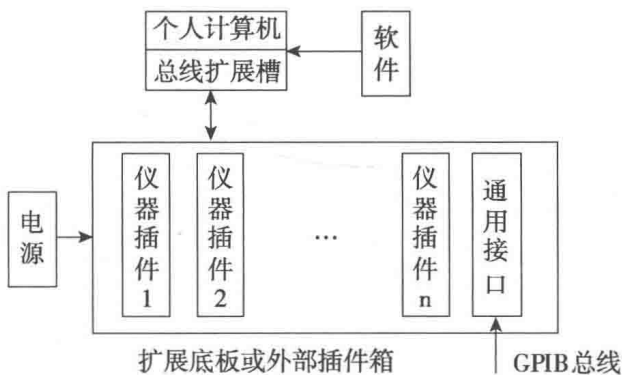 个人计算机
总线扩展槽
软件
电源
仪器插件1
仪器插件2
…
仪器插件n
通用接口
扩展底板或外部插件箱
GPIB总线